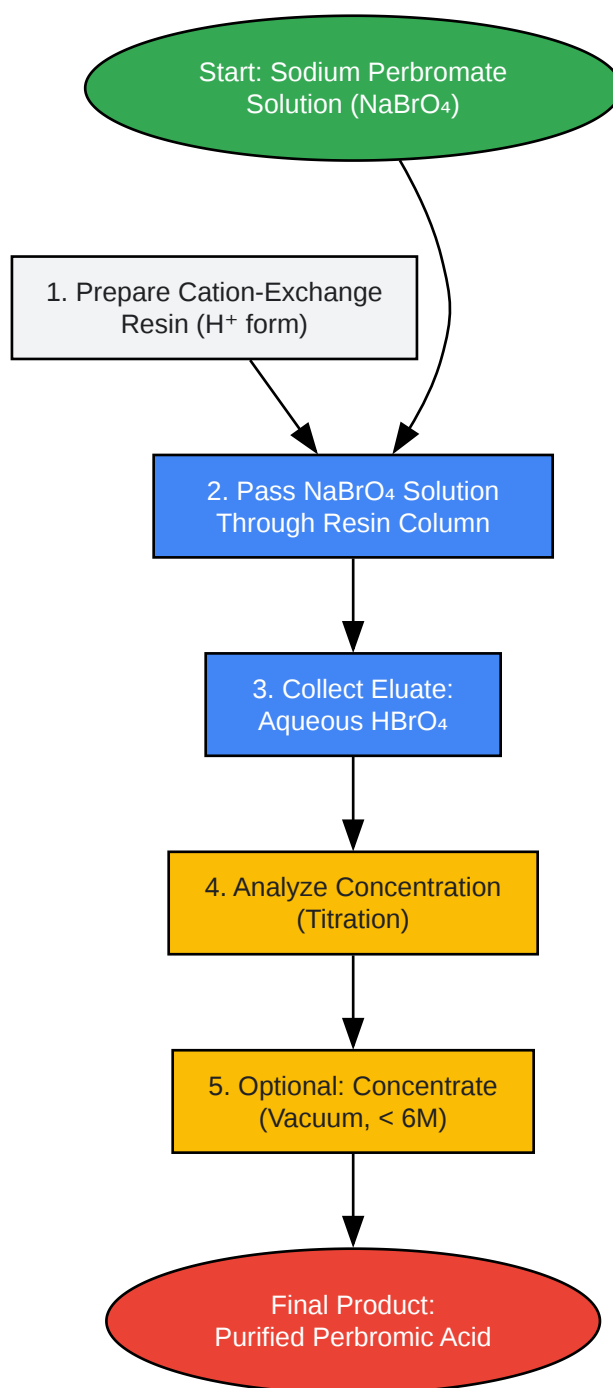 Start: Sodium Perbromate
Solution (NaBrO₄)
1. Prepare Cation-Exchange
Resin (H⁺ form)
2. Pass NaBrO₄ Solution
Through Resin Column
3. Collect Eluate:
Aqueous HBrO₄
4. Analyze Concentration
(Titration)
5. Optional: Concentrate
(Vacuum, < 6M)
Final Product:
Purified Perbromic Acid